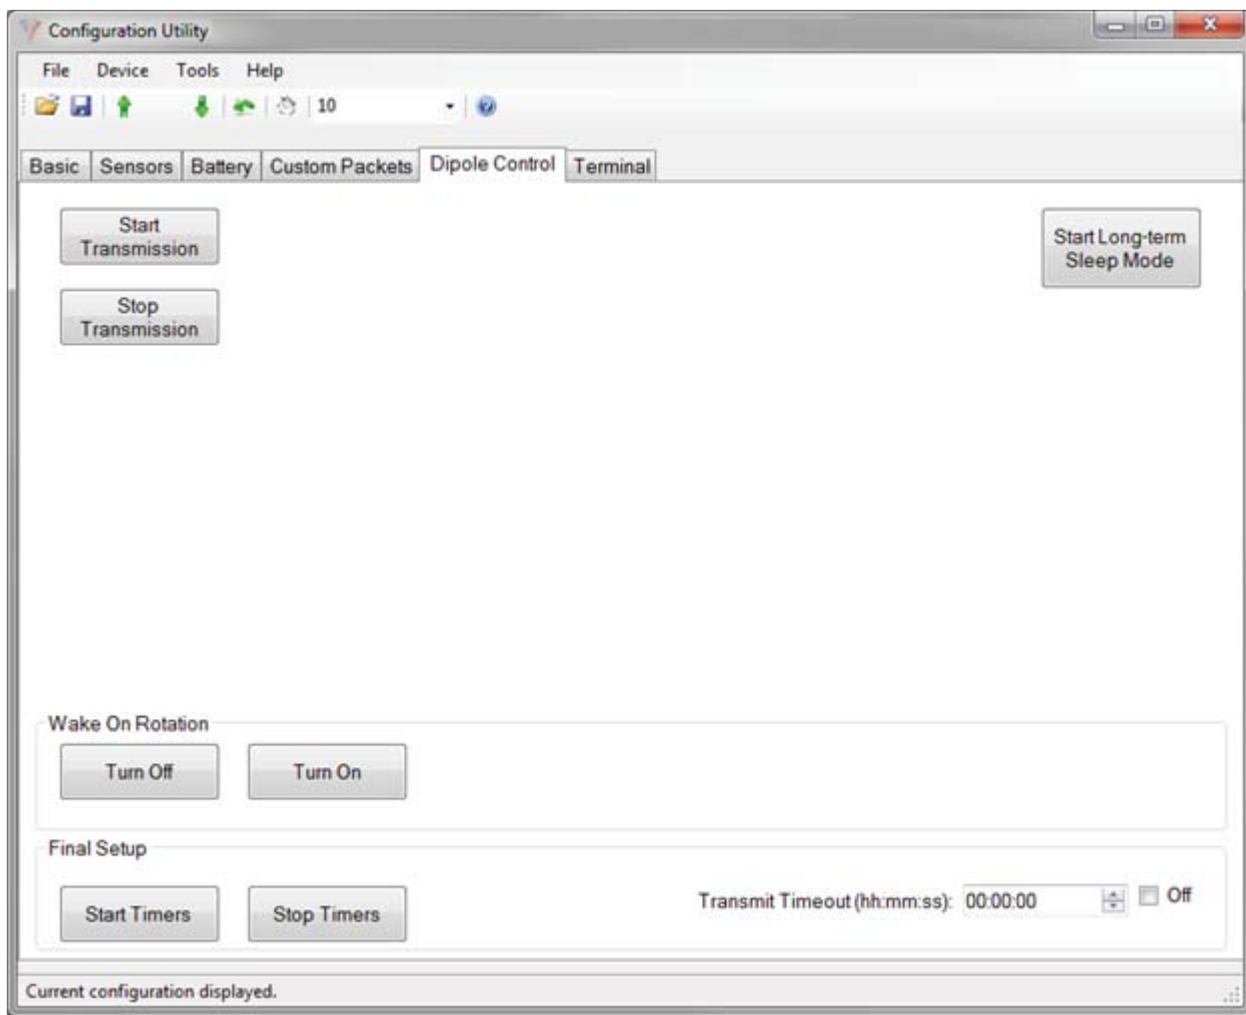 Configuration Utility
File Device Tools Help
10
Basic Sensors Battery Custom Packets Dipole Control Terminal
Start
Transmission
Start Long-term
Sleep Mode
Stop
Transmission
Wake On Rotation
Turn Off Turn On
Final Setup
Start Timers Stop Timers Transmit Timeout (hh:mm:ss): 00:00:00 Off
Current configuration displayed.